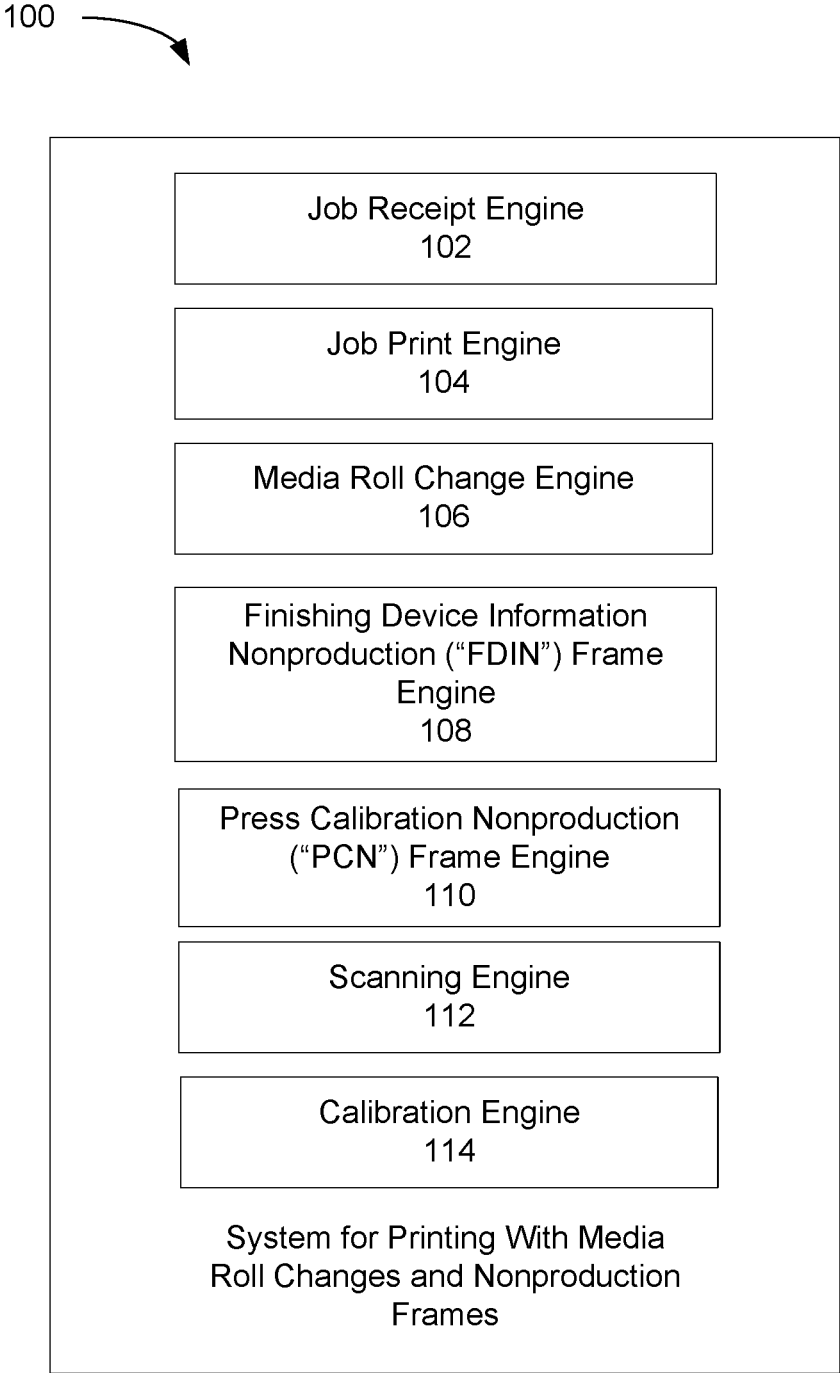 100
Job Receipt Engine
102
Job Print Engine
104
Media Roll Change Engine
106
Finishing Device Information
Nonproduction (“FDIN”) Frame
Engine
108
Press Calibration Nonproduction
(“PCN”) Frame Engine
110
Scanning Engine
112
Calibration Engine
114
System for Printing With Media
Roll Changes and Nonproduction
Frames